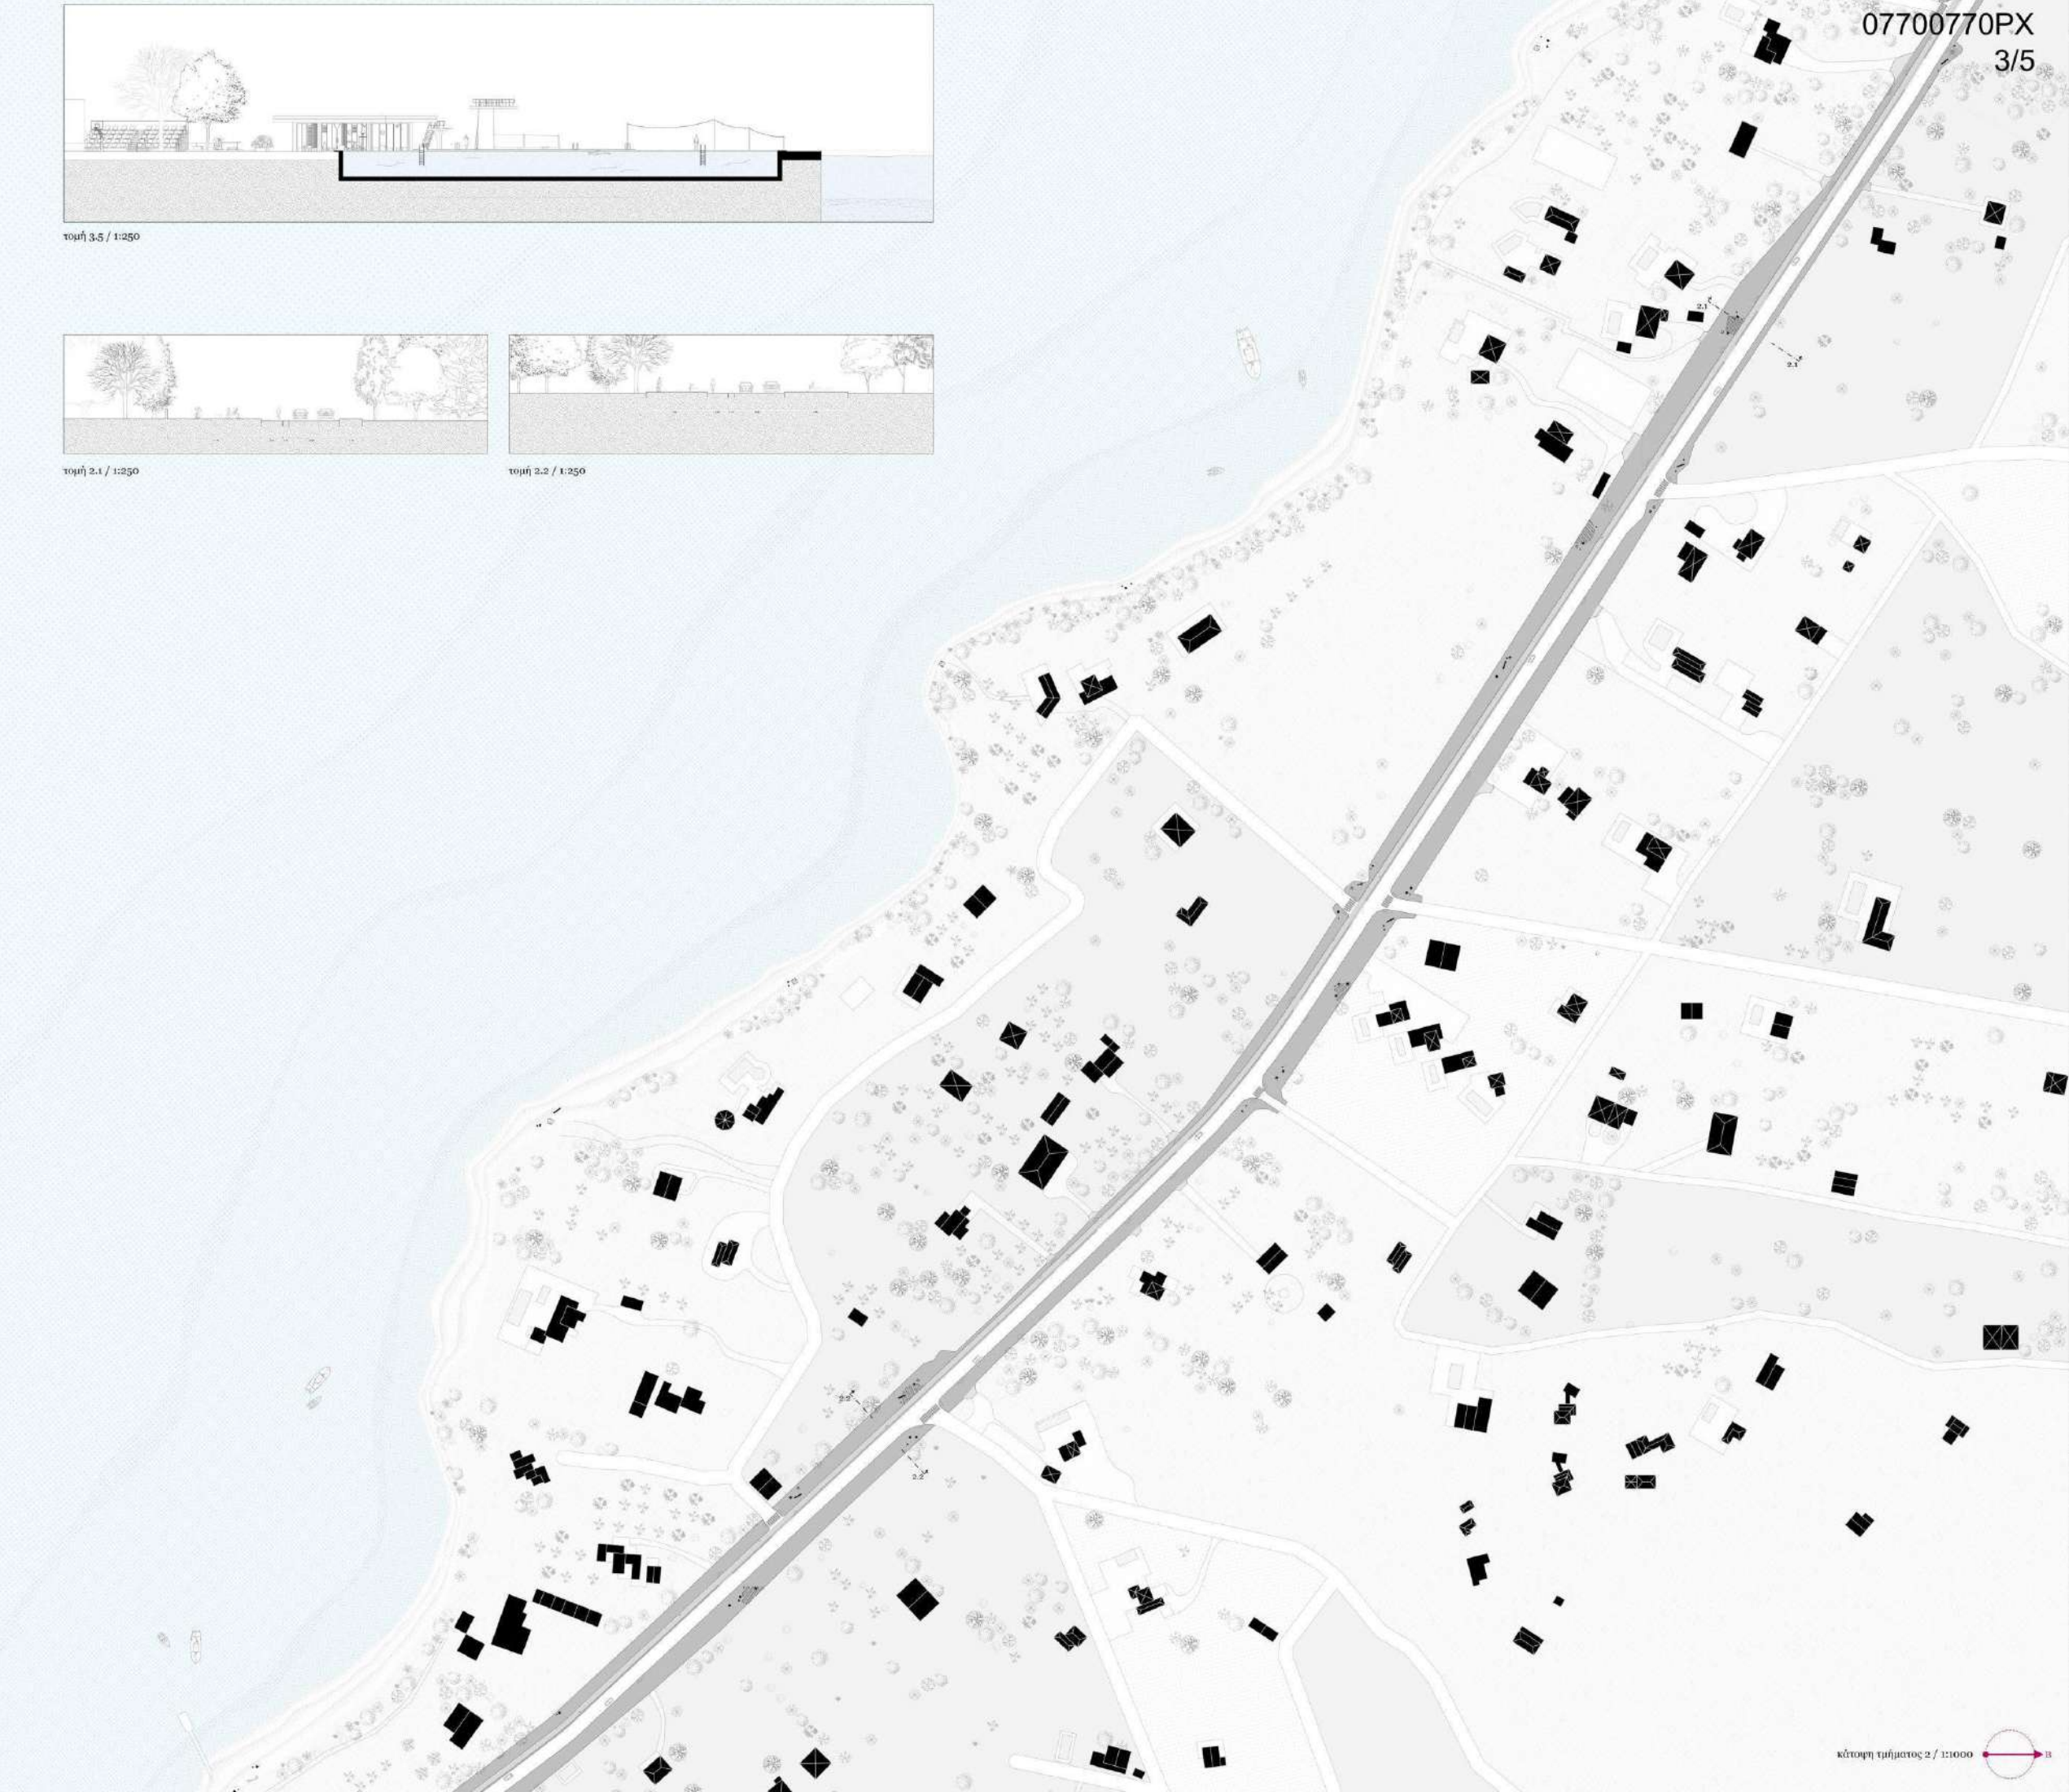 07700770PX
3/5
τομή 3.5 / 1:250
τομή 2.1 / 1:250
τομή 2.2 / 1:250
2.1
2.1
2.2
2.2
κάτοψη τμήματος 2 / 1:1000
B